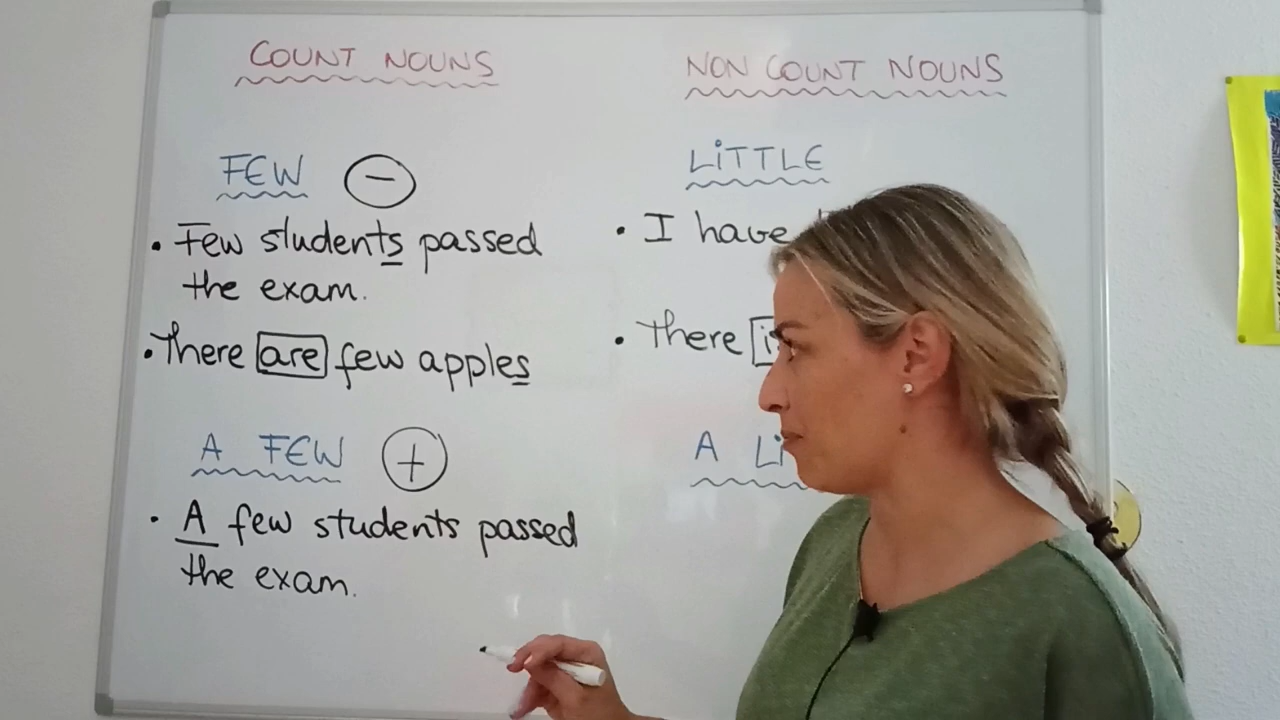 COUNT NOUNS
FEW −
• Few students passed
the exam.
• There are few apples
A FEW +
• A few students passed
the exam.
NON COUNT NOUNS
LiTTLE
• I have
• There
A